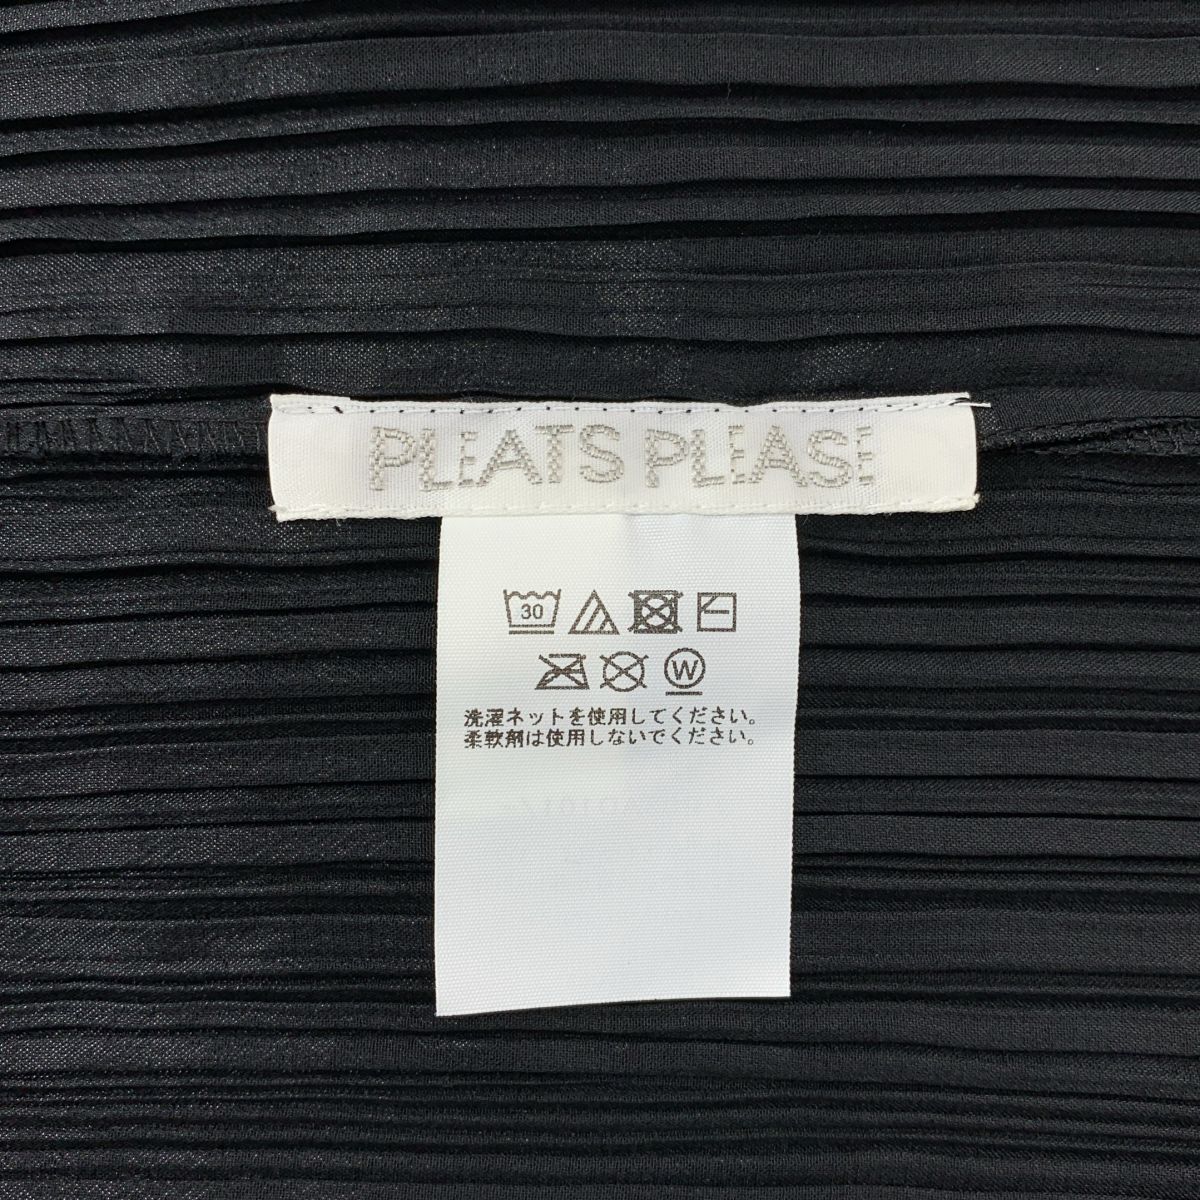 PLEATS PLEASE
30
W
洗濯ネットを使用してください。
柔軟剤は使用しないでください。